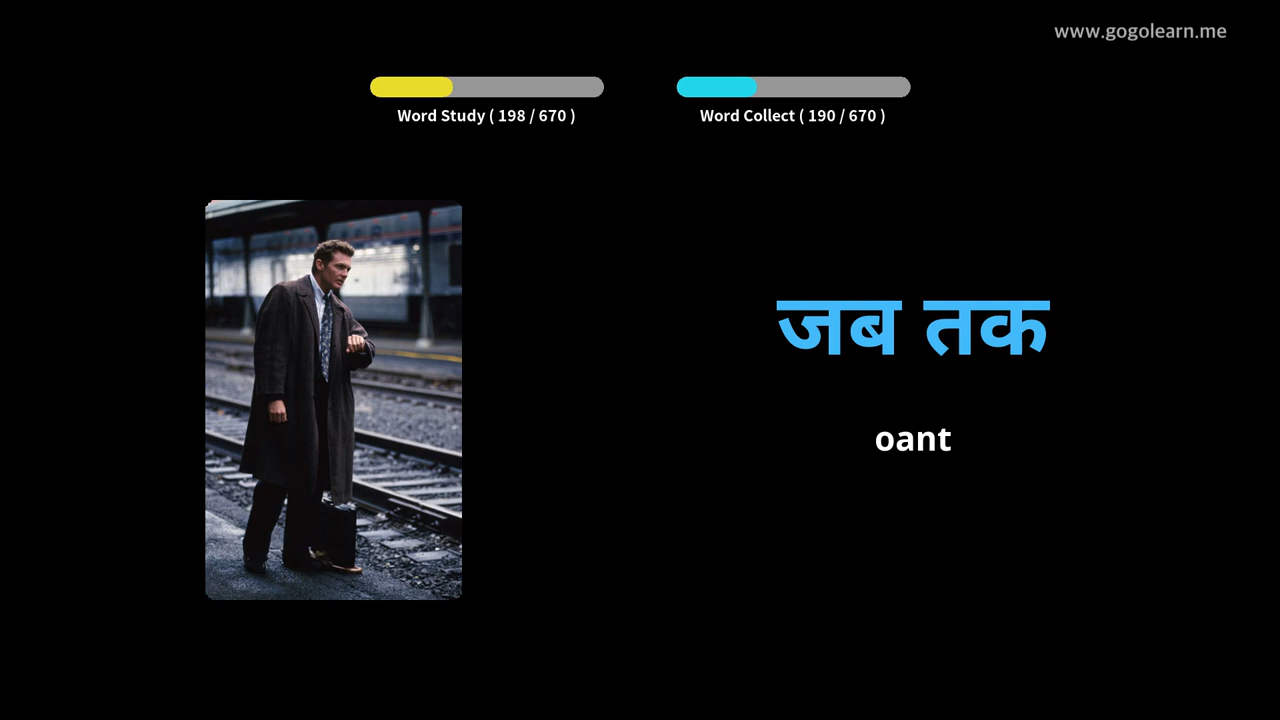 www.gogolearn.me
Word Study ( 198 / 670 )
Word Collect ( 190 / 670 )
जब तक
oant